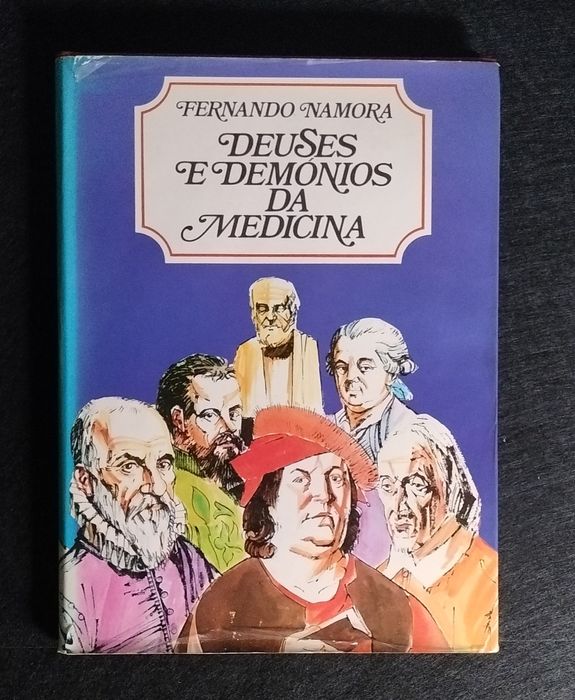 FERNANDO NAMORA
DEUSES
E DEMÓNIOS
DA
MEDICINA